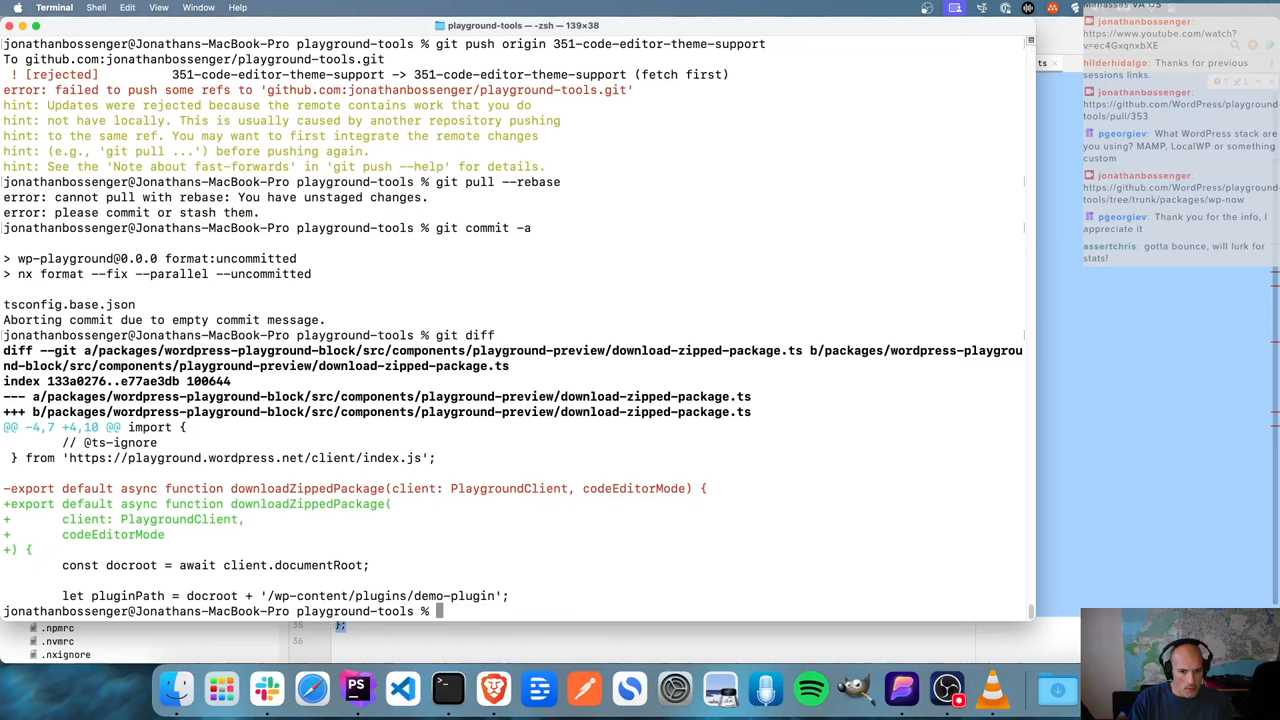 Terminal Shell Edit View Window Help
playground-tools — -zsh — 139×38
jonathanbossenger@Jonathans-MacBook-Pro playground-tools % git push origin 351-code-editor-theme-support
To github.com:jonathanbossenger/playground-tools.git
 ! [rejected]          351-code-editor-theme-support -> 351-code-editor-theme-support (fetch first)
error: failed to push some refs to 'github.com:jonathanbossenger/playground-tools.git'
hint: Updates were rejected because the remote contains work that you do
hint: not have locally. This is usually caused by another repository pushing
hint: to the same ref. You may want to first integrate the remote changes
hint: (e.g., 'git pull ...') before pushing again.
hint: See the 'Note about fast-forwards' in 'git push --help' for details.
jonathanbossenger@Jonathans-MacBook-Pro playground-tools % git pull --rebase
error: cannot pull with rebase: You have unstaged changes.
error: please commit or stash them.
jonathanbossenger@Jonathans-MacBook-Pro playground-tools % git commit -a
> wp-playground@0.0.0 format:uncommitted
> nx format --fix --parallel --uncommitted
tsconfig.base.json
Aborting commit due to empty commit message.
jonathanbossenger@Jonathans-MacBook-Pro playground-tools % git diff
diff --git a/packages/wordpress-playground-block/src/components/playground-preview/download-zipped-package.ts b/packages/wordpress-playgrou
nd-block/src/components/playground-preview/download-zipped-package.ts
index 133a0276..e77ae3db 100644
--- a/packages/wordpress-playground-block/src/components/playground-preview/download-zipped-package.ts
+++ b/packages/wordpress-playground-block/src/components/playground-preview/download-zipped-package.ts
@@ -4,7 +4,10 @@ import {
        // @ts-ignore
 } from 'https://playground.wordpress.net/client/index.js';
-export default async function downloadZippedPackage(client: PlaygroundClient, codeEditorMode) {
+export default async function downloadZippedPackage(
+       client: PlaygroundClient,
+       codeEditorMode
+) {
        const docroot = await client.documentRoot;
        let pluginPath = docroot + '/wp-content/plugins/demo-plugin';
jonathanbossenger@Jonathans-MacBook-Pro playground-tools %
.npmrc
.nvmrc
.nxignore
35 };
36
ts
Manassas VA US
jonathanbossenger:
https://www.youtube.com/watch?
v=ec4GxqnxbXE
hilderhidalgo: Thanks for previous
sessions links.
jonathanbossenger:
https://github.com/WordPress/playground-
tools/pull/353
pgeorgiev: What WordPress stack are
you using? MAMP, LocalWP or something
custom
jonathanbossenger:
https://github.com/WordPress/playground-
tools/tree/trunk/packages/wp-now
pgeorgiev: Thank you for the info, I
appreciate it
assertchris: gotta bounce, will lurk for
stats!
PS